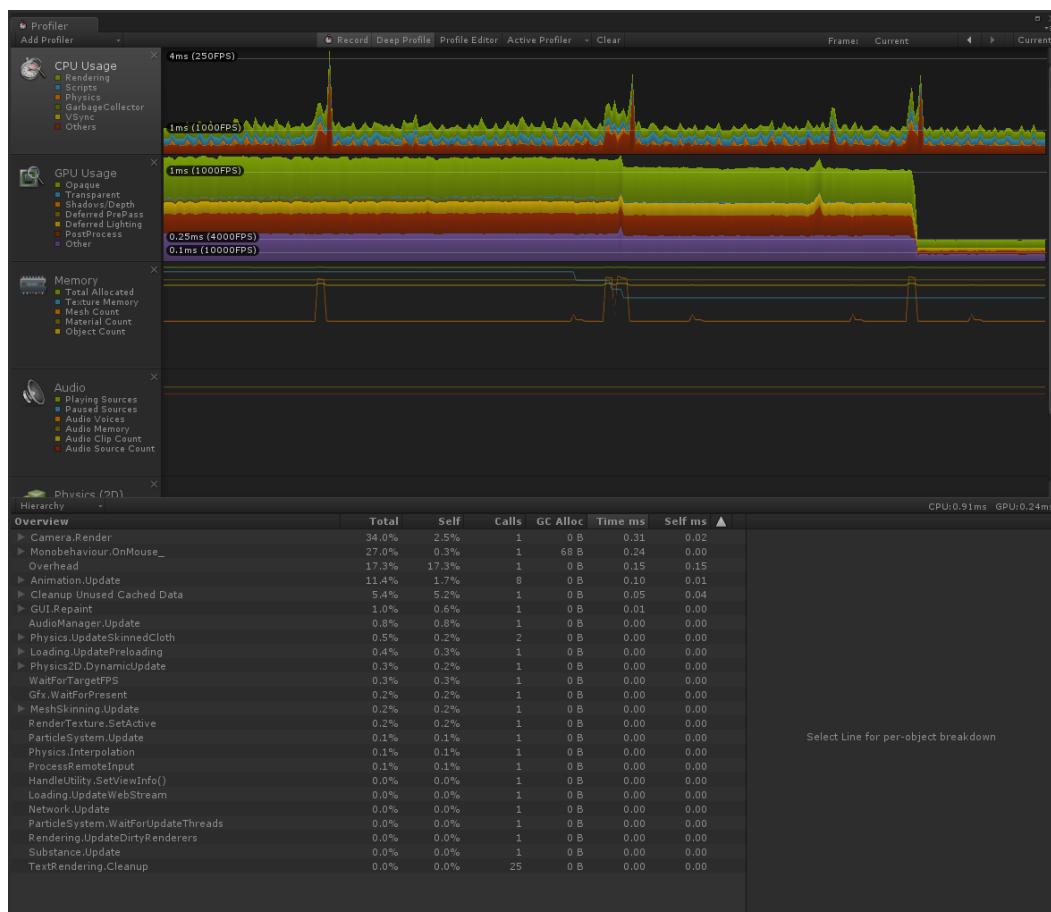 Profiler
Add Profiler Record Deep Profile Profile Editor Active Profiler Clear Frame: Current Current
CPU Usage
Rendering
Scripts
Physics
GarbageCollector
VSync
Others
4ms (250FPS)
1ms (1000FPS)
GPU Usage
Opaque
Transparent
Shadows/Depth
Deferred PrePass
Deferred Lighting
PostProcess
Other
1ms (1000FPS)
0.25ms (4000FPS)
0.1ms (10000FPS)
Memory
Total Allocated
Texture Memory
Mesh Count
Material Count
Object Count
Audio
Playing Sources
Paused Sources
Audio Voices
Audio Memory
Audio Clip Count
Audio Source Count
Physics (2D)
Hierarchy CPU:0.91ms GPU:0.24ms
Overview Total Self Calls GC Alloc Time ms Self ms
Camera.Render 34.0% 2.5% 1 0 B 0.31 0.02
Monobehaviour.OnMouse_ 27.0% 0.3% 1 68 B 0.24 0.00
Overhead 17.3% 17.3% 1 0 B 0.15 0.15
Animation.Update 11.4% 1.7% 8 0 B 0.10 0.01
Cleanup Unused Cached Data 5.4% 5.2% 1 0 B 0.05 0.04
GUI.Repaint 1.0% 0.6% 1 0 B 0.01 0.00
AudioManager.Update 0.8% 0.8% 1 0 B 0.00 0.00
Physics.UpdateSkinnedCloth 0.5% 0.2% 2 0 B 0.00 0.00
Loading.UpdatePreloading 0.4% 0.3% 1 0 B 0.00 0.00
Physics2D.DynamicUpdate 0.3% 0.2% 1 0 B 0.00 0.00
WaitForTargetFPS 0.3% 0.3% 1 0 B 0.00 0.00
Gfx.WaitForPresent 0.2% 0.2% 1 0 B 0.00 0.00
MeshSkinning.Update 0.2% 0.2% 1 0 B 0.00 0.00
RenderTexture.SetActive 0.2% 0.2% 1 0 B 0.00 0.00
ParticleSystem.Update 0.1% 0.1% 1 0 B 0.00 0.00
Physics.Interpolation 0.1% 0.1% 1 0 B 0.00 0.00
ProcessRemoteInput 0.1% 0.1% 1 0 B 0.00 0.00
HandleUtility.SetViewInfo() 0.0% 0.0% 1 0 B 0.00 0.00
Loading.UpdateWebStream 0.0% 0.0% 1 0 B 0.00 0.00
Network.Update 0.0% 0.0% 1 0 B 0.00 0.00
ParticleSystem.WaitForUpdateThreads 0.0% 0.0% 1 0 B 0.00 0.00
Rendering.UpdateDirtyRenderers 0.0% 0.0% 1 0 B 0.00 0.00
Substance.Update 0.0% 0.0% 1 0 B 0.00 0.00
TextRendering.Cleanup 0.0% 0.0% 25 0 B 0.00 0.00
Select Line for per-object breakdown